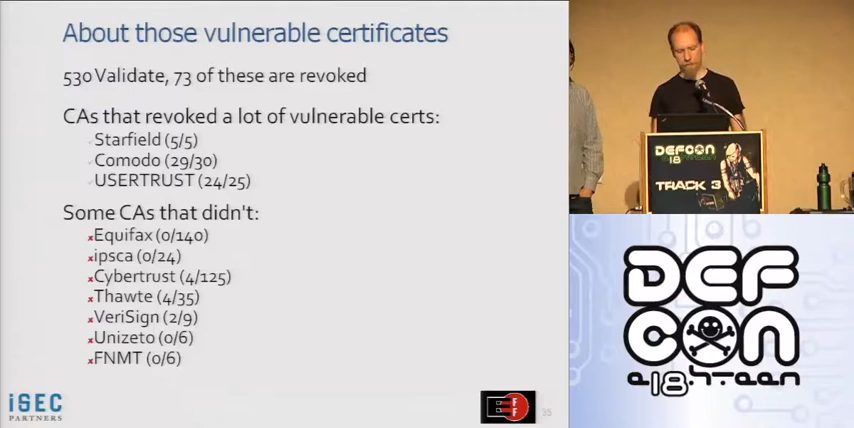 About those vulnerable certificates
530 Validate, 73 of these are revoked
CAs that revoked a lot of vulnerable certs:
Starfield (5/5)
Comodo (29/30)
USERTRUST (24/25)
Some CAs that didn't:
Equifax (0/140)
ipsca (0/24)
Cybertrust (4/125)
Thawte (4/35)
VeriSign (2/9)
Unizeto (0/6)
FNMT (0/6)
iSEC
PARTNERS
EFF
35
DEFCON
18
TRACK 3
DEF
CON
e18hteen